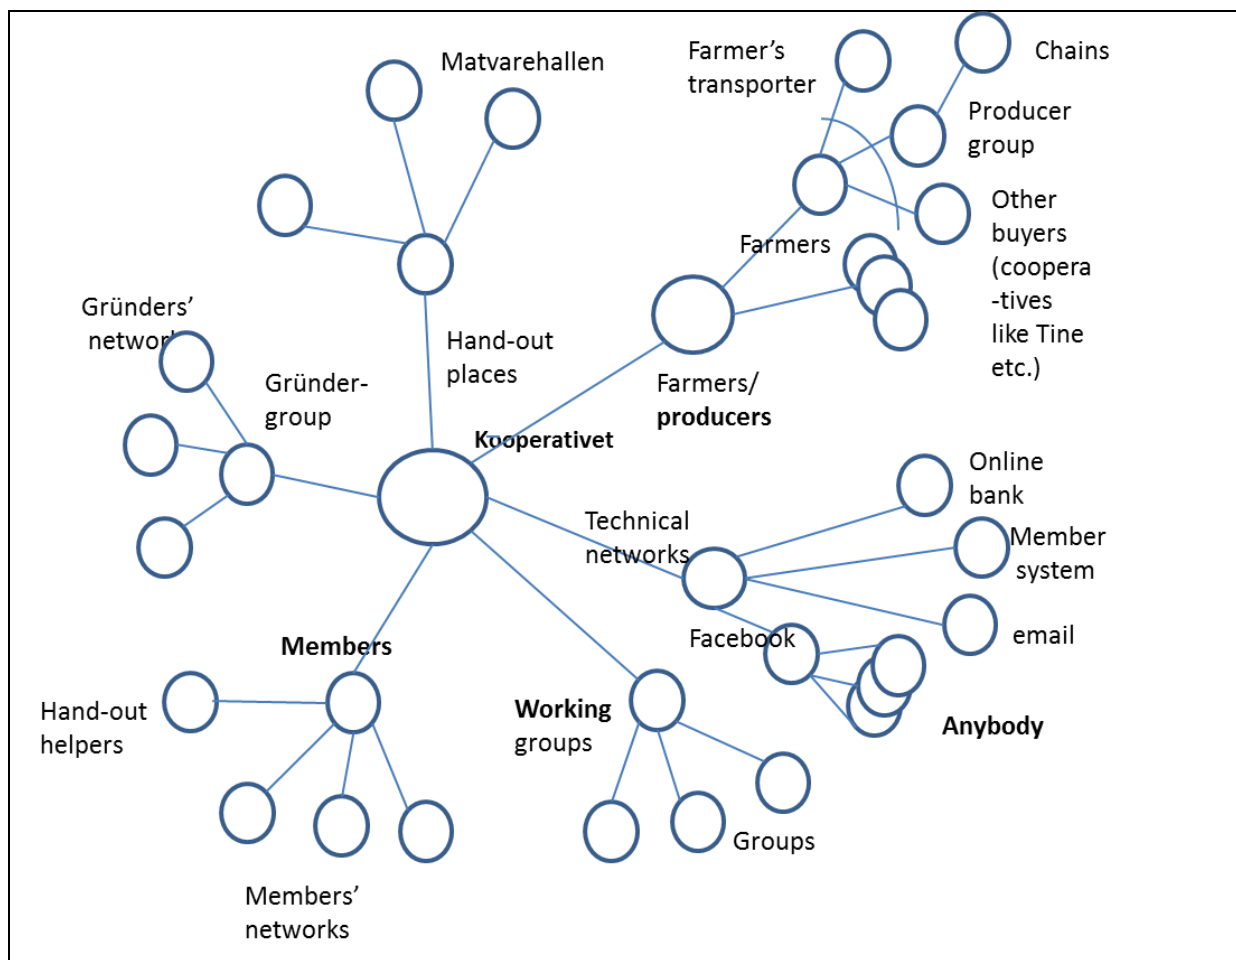 Matvarehallen
Farmer’s
transporter
Chains
Producer
group
Other
buyers
(coopera
-tives
like Tine
etc.)
Farmers
Gründers’
network
Hand-out
places
Farmers/
producers
Gründer-
group
Kooperativet
Online
bank
Technical
networks
Member
system
email
Facebook
Anybody
Members
Hand-out
helpers
Working
groups
Groups
Members’
networks